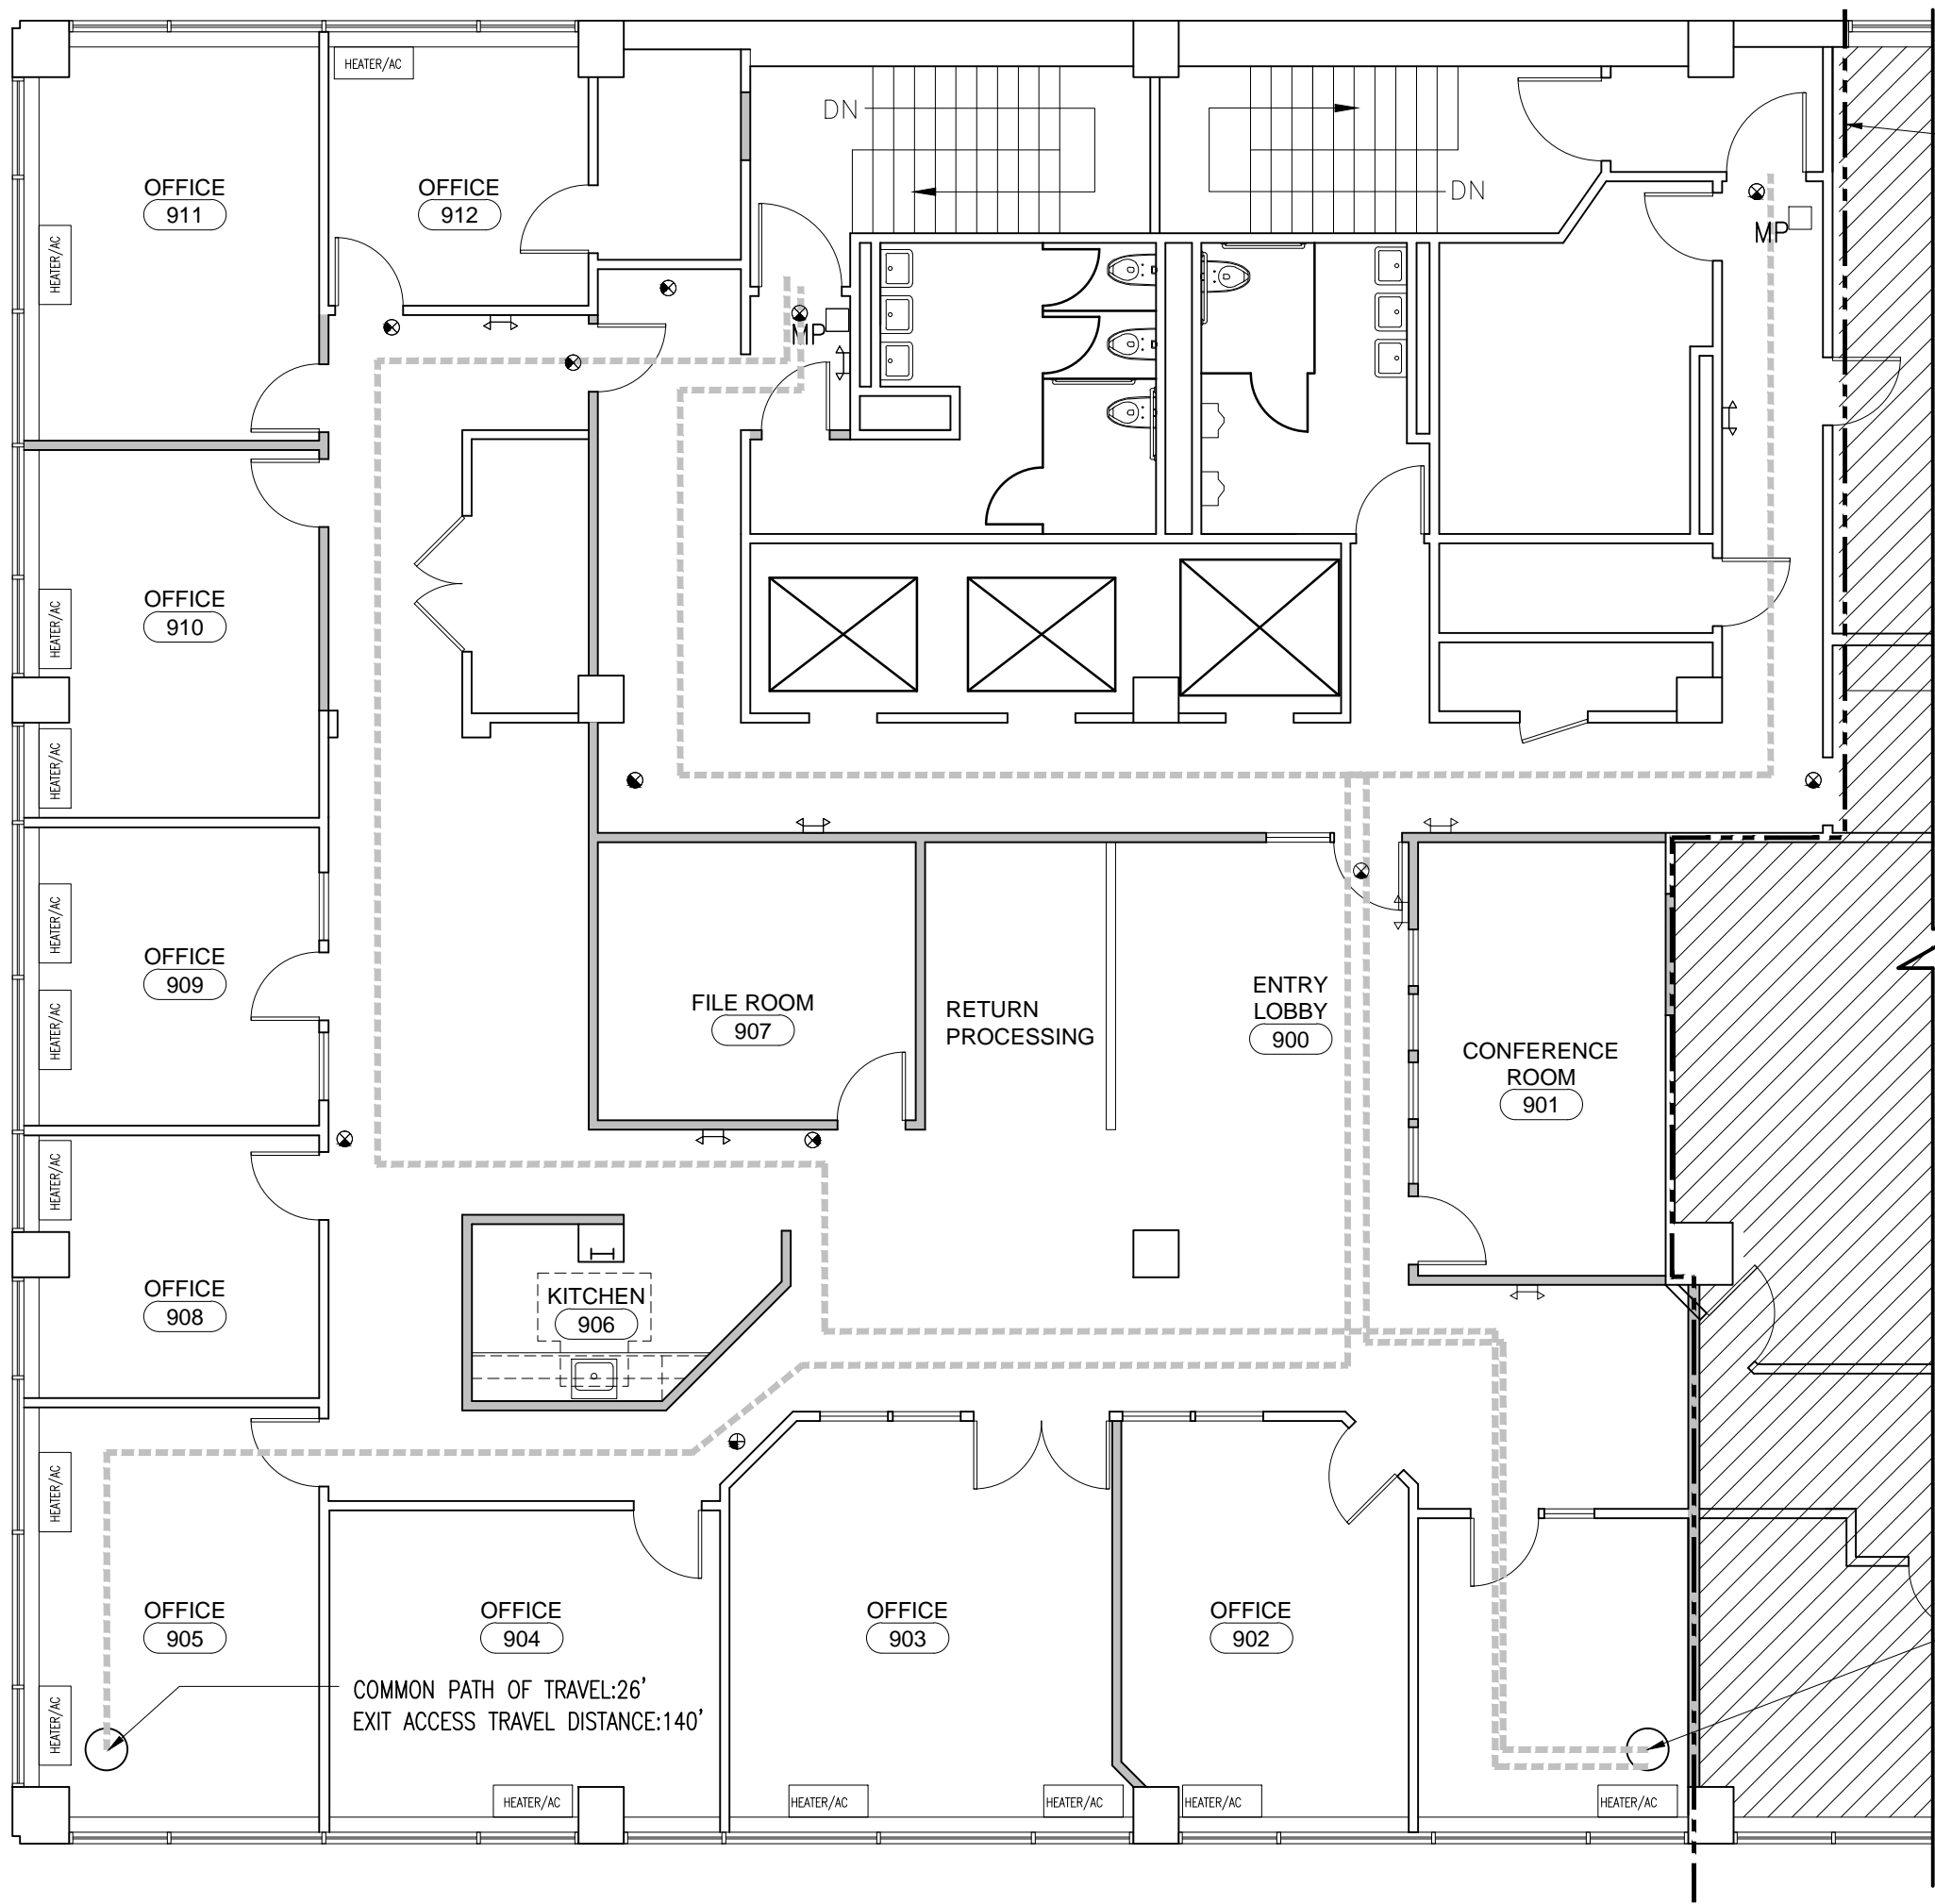 HEATER/AC
DN
OFFICE
911
OFFICE
912
DN
MP
HEATER/AC
MP
OFFICE
910
HEATER/AC
HEATER/AC
HEATER/AC
OFFICE
909
HEATER/AC
FILE ROOM
907
RETURN
PROCESSING
ENTRY
LOBBY
900
CONFERENCE
ROOM
901
HEATER/AC
OFFICE
908
KITCHEN
906
HEATER/AC
OFFICE
905
OFFICE
904
OFFICE
903
OFFICE
902
COMMON PATH OF TRAVEL:26'
EXIT ACCESS TRAVEL DISTANCE:140'
HEATER/AC
HEATER/AC
HEATER/AC
HEATER/AC
HEATER/AC
HEATER/AC